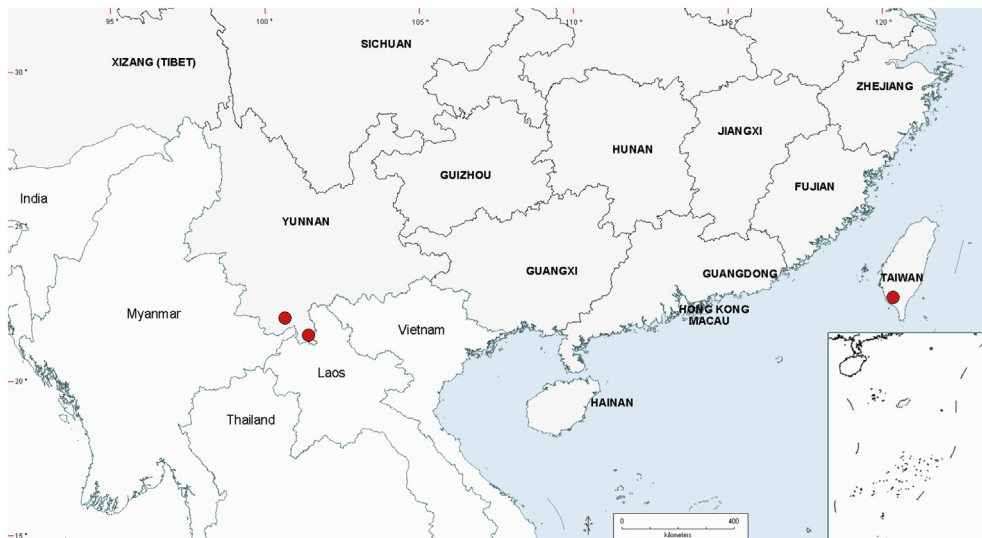 95°
100°
105°
110°
115°
120°
SICHUAN
XIZANG (TIBET)
30°
ZHEJIANG
JIANGXI
HUNAN
GUIZHOU
FUJIAN
India
YUNNAN
25°
GUANGXI
GUANGDONG
TAIWAN
HONG KONG
MACAU
Myanmar
Vietnam
Laos
20°
HAINAN
Thailand
0
400
kilometers
15°